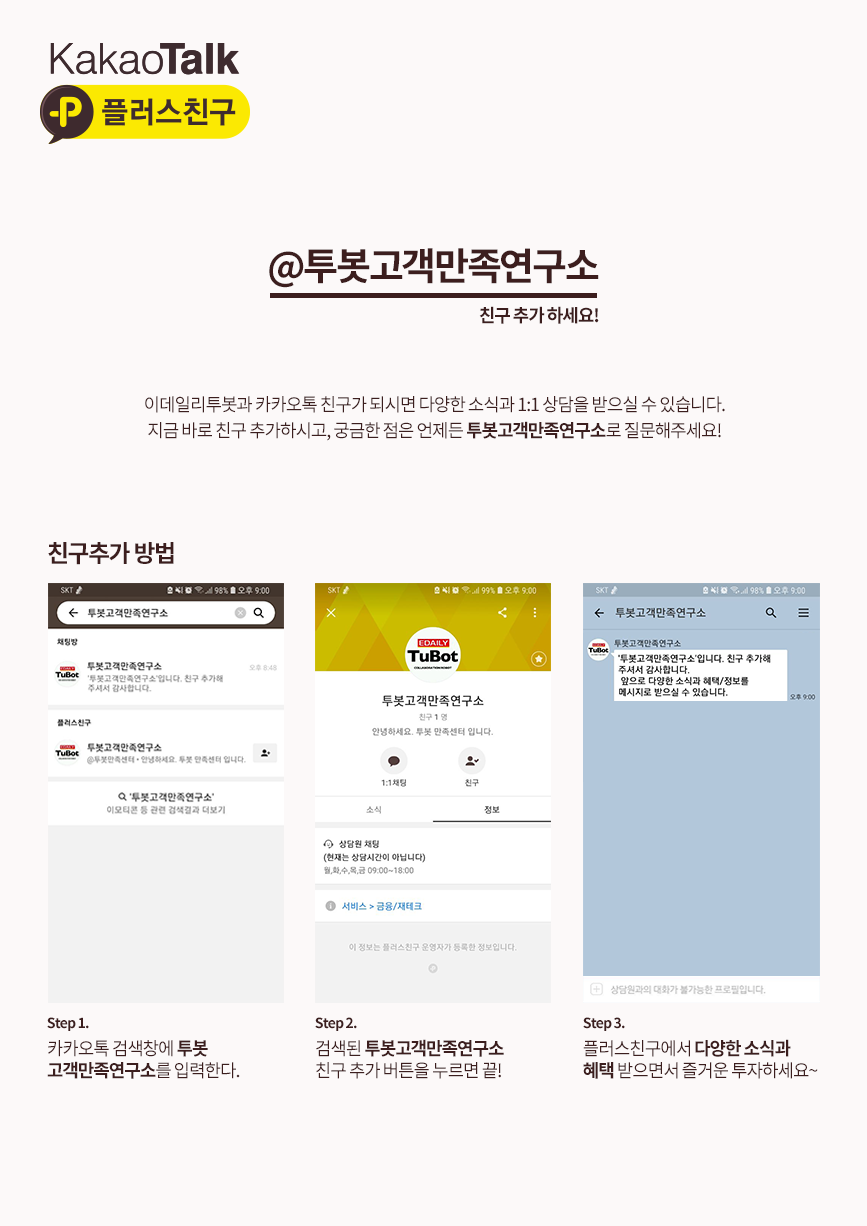 KakaoTalk
P 플러스친구
@투봇고객만족연구소
친구 추가 하세요!
이데일리투봇과 카카오톡 친구가 되시면 다양한 소식과 1:1 상담을 받으실 수 있습니다.
지금 바로 친구 추가하시고, 궁금한 점은 언제든 투봇고객만족연구소로 질문해주세요!
친구추가 방법
SKT 98% 오후 9:00
투봇고객만족연구소
채팅방
EDAILY
TuBot
투봇고객만족연구소
오후 8:48
'투봇고객만족연구소'입니다. 친구 추가해
주셔서 감사합니다.
플러스친구
EDAILY
TuBot
투봇고객만족연구소
@투봇만족센터 • 안녕하세요. 투봇 만족센터 입니다.
'투봇고객만족연구소'
이모티콘 등 관련 검색결과 더보기
Step 1.
카카오톡 검색창에 투봇
고객만족연구소를 입력한다.
SKT 99% 오후 9:00
EDAILY
TuBot
COLLABORATION ROBOT
투봇고객만족연구소
친구 1 명
안녕하세요. 투봇 만족센터 입니다.
1:1채팅 친구
소식 정보
상담원 채팅
(현재는 상담시간이 아닙니다)
월,화,수,목,금 09:00~18:00
서비스 > 금융/재테크
이 정보는 플러스친구 운영자가 등록한 정보입니다.
Step 2.
검색된 투봇고객만족연구소
친구 추가 버튼을 누르면 끝!
SKT 98% 오후 9:00
투봇고객만족연구소
TuBot
투봇고객만족연구소
'투봇고객만족연구소'입니다. 친구 추가해
주셔서 감사합니다.
앞으로 다양한 소식과 혜택/정보를
메시지로 받으실 수 있습니다.
오후 9:00
상담원과의 대화가 불가능한 프로필입니다.
Step 3.
플러스친구에서 다양한 소식과
혜택 받으면서 즐거운 투자하세요~